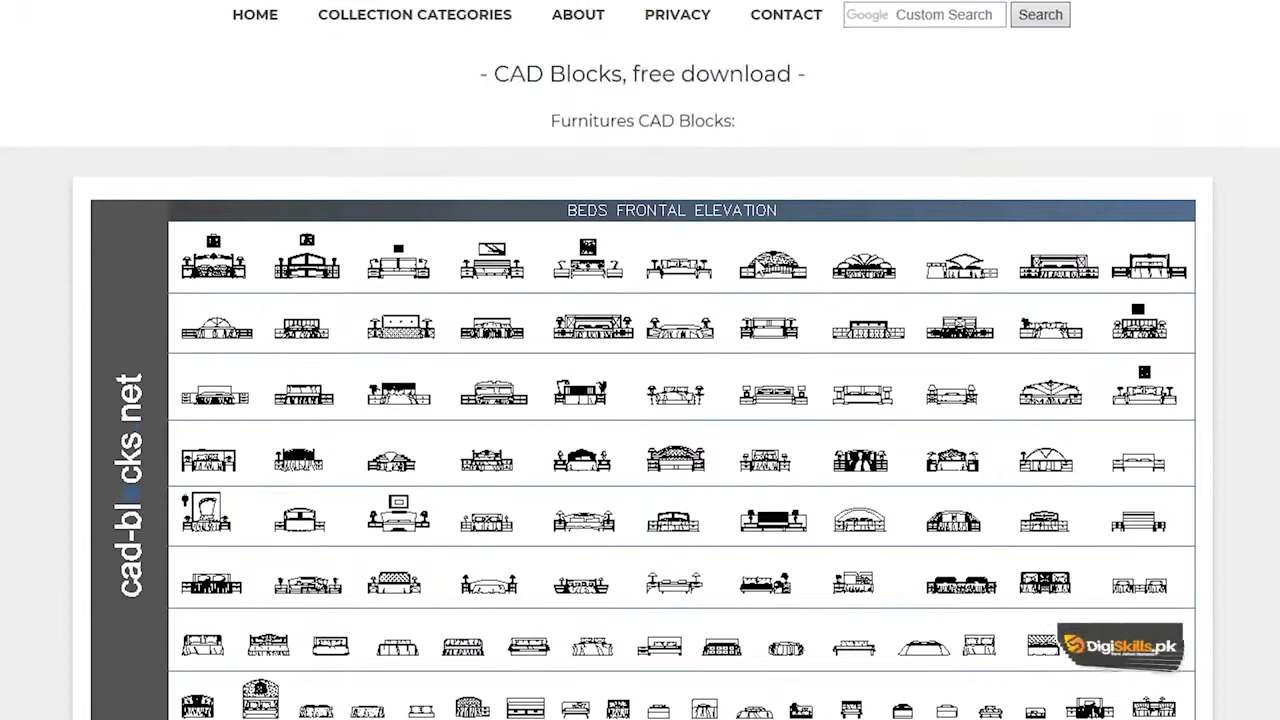 HOME COLLECTION CATEGORIES ABOUT PRIVACY CONTACT Google Custom Search Search
- CAD Blocks, free download -
Furnitures CAD Blocks:
BEDS FRONTAL ELEVATION
cad-blocks.net
DigiSkills.pk